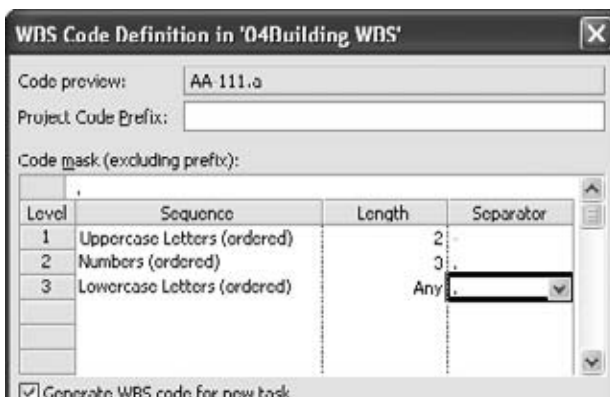 WBS Code Definition in '04Building WBS'
Code preview: AA-111.a
Project Code Prefix:
Code mask (excluding prefix):
.
Level Sequence Length Separator
1 Uppercase Letters (ordered) 2 -
2 Numbers (ordered) 3 .
3 Lowercase Letters (ordered) Any .
Generate WBS code for new task